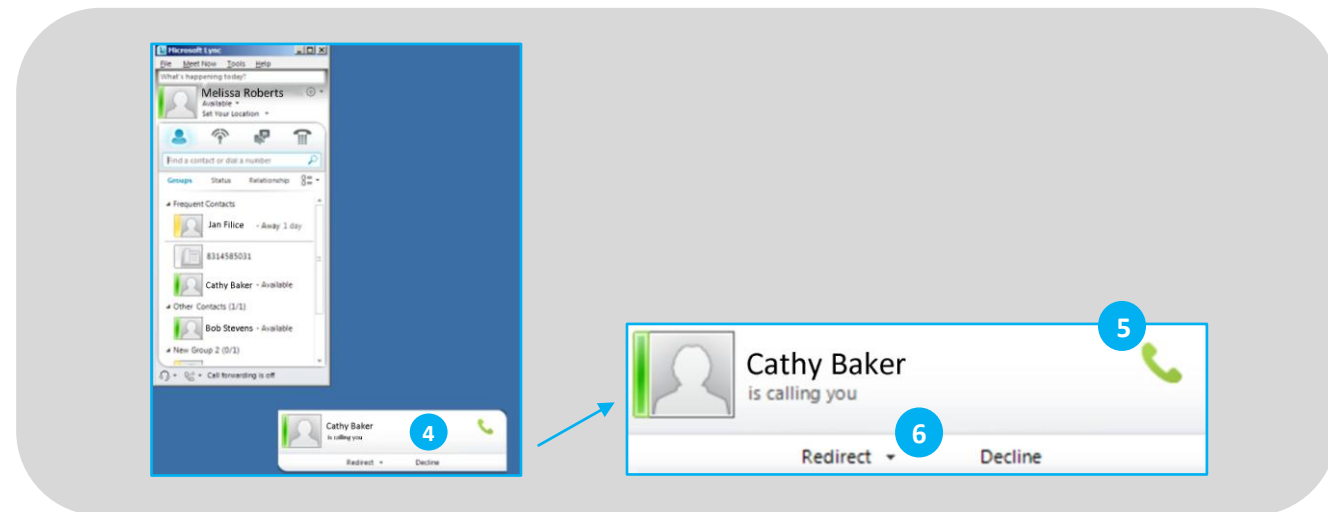 Microsoft Lync
File Meet Now Tools Help
What's happening today?
Melissa Roberts
Available
Set Your Location
Find a contact or dial a number
Groups Status Relationship
Frequent Contacts
Jan Filice - Away 1 day
8314585031
Cathy Baker - Available
Other Contacts (1/1)
Bob Stevens - Available
New Group 2 (0/1)
Call forwarding is off
Cathy Baker
is calling you
4
Redirect Decline
5
Cathy Baker
is calling you
6
Redirect Decline